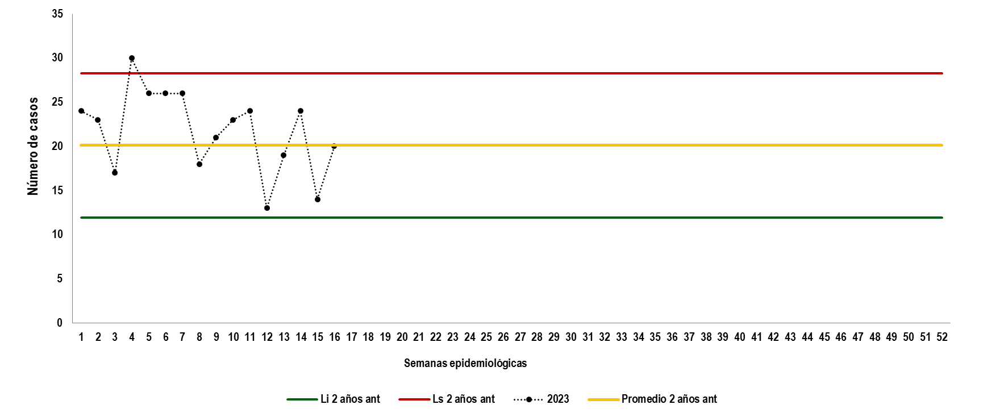 35
30
25
20
15
10
5
0
Número de casos
1 2 3 4 5 6 7 8 9 10 11 12 13 14 15 16 17 18 19 20 21 22 23 24 25 26 27 28 29 30 31 32 33 34 35 36 37 38 39 40 41 42 43 44 45 46 47 48 49 50 51 52
Semanas epidemiológicas
Li 2 años ant Ls 2 años ant 2023 Promedio 2 años ant